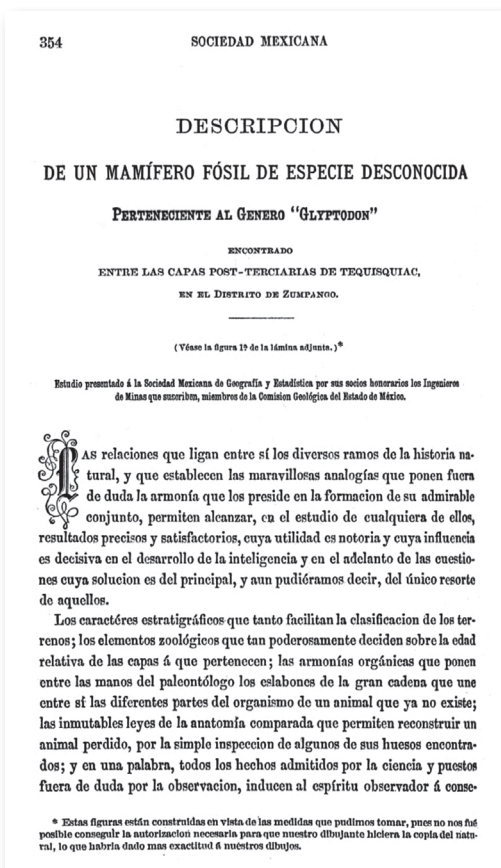 354
SOCIEDAD MEXICANA
DESCRIPCION
DE UN MAMÍFERO FÓSIL DE ESPECIE DESCONOCIDA
PERTENECIENTE AL GENERO "GLYPTODON"
ENCONTRADO
ENTRE LAS CAPAS POST-TERCIARIAS DE TEQUISQUIAC,
EN EL DISTRITO DE ZUMPANGO.
(Véase la figura 1ª de la lámina adjunta.)*
Estudio presentado á la Sociedad Mexicana de Geografía y Estadística por sus socios honorarios los Ingenieros
de Minas que suscriben, miembros de la Comision Geológica del Estado de México.
LAS relaciones que ligan entre sí los diversos ramos de la historia na-
tural, y que establecen las maravillosas analogías que ponen fuera
de duda la armonía que los preside en la formacion de su admirable
conjunto, permiten alcanzar, en el estudio de cualquiera de ellos,
resultados precisos y satisfactorios, cuya utilidad es notoria y cuya influencia
es decisiva en el desarrollo de la inteligencia y en el adelanto de las cuestio-
nes cuya solucion es del principal, y aun pudiéramos decir, del único resorte
de aquellos.
Los caractéres estratigráficos que tanto facilitan la clasificacion de los ter-
renos; los elementos zoológicos que tan poderosamente deciden sobre la edad
relativa de las capas á que pertenecen; las armonías orgánicas que ponen
entre las manos del paleontólogo los eslabones de la gran cadena que une
entre sí las diferentes partes del organismo de un animal que ya no existe;
las inmutables leyes de la anatomía comparada que permiten reconstruir un
animal perdido, por la simple inspeccion de algunos de sus huesos encontra-
dos; y en una palabra, todos los hechos admitidos por la ciencia y puestos
fuera de duda por la observacion, inducen al espíritu observador á conse-
* Estas figuras están construidas en vista de las medidas que pudimos tomar, pues no nos fué
posible conseguir la autorizacion necesaria para que nuestro dibujante hiciera la copia del natu-
ral, lo que habria dado mas exactitud á nuestros dibujos.